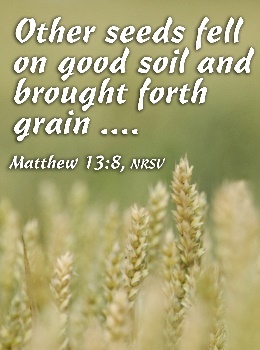 Other seeds fell
on good soil and
brought forth
grain ....
Matthew 13:8, NRSV